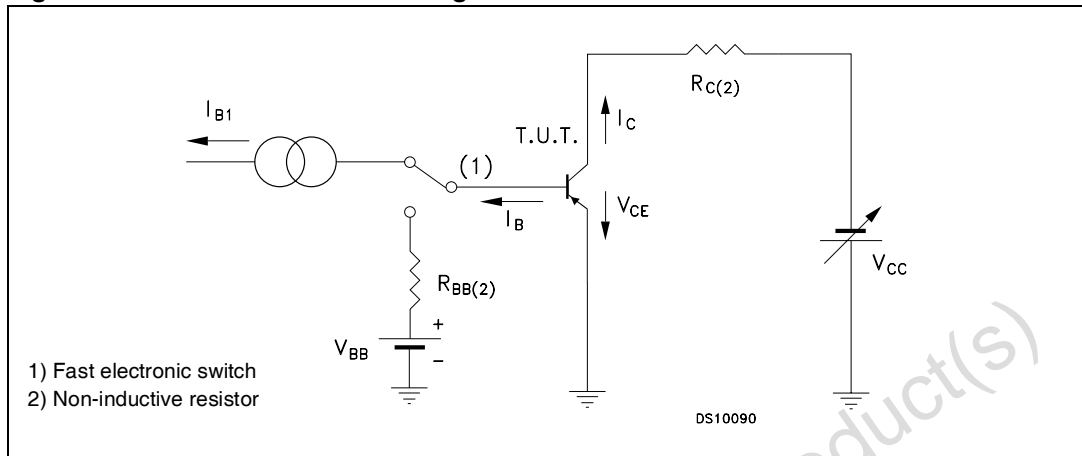 I_B1
T.U.T.
(1)
I_B
I_C
V_CE
R_C(2)
V_CC
R_BB(2)
V_BB
+
−
1) Fast electronic switch
2) Non-inductive resistor
DS10090
duct(s)